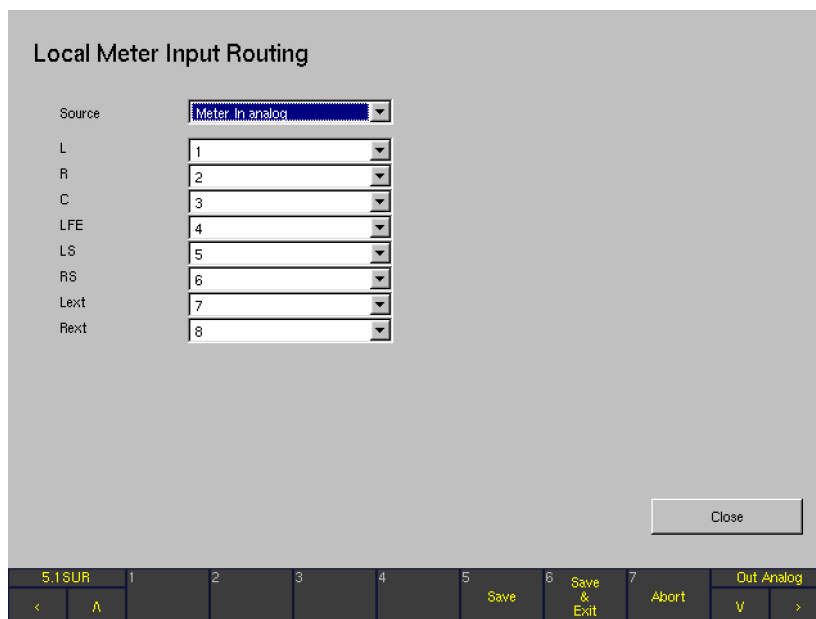 Local Meter Input Routing
Source Meter In analog
L 1
R 2
C 3
LFE 4
LS 5
RS 6
Lext 7
Rext 8
Close
5.1SUR 1 2 3 4 5 Save 6 Save & Exit 7 Abort Out Analog
< Λ V >